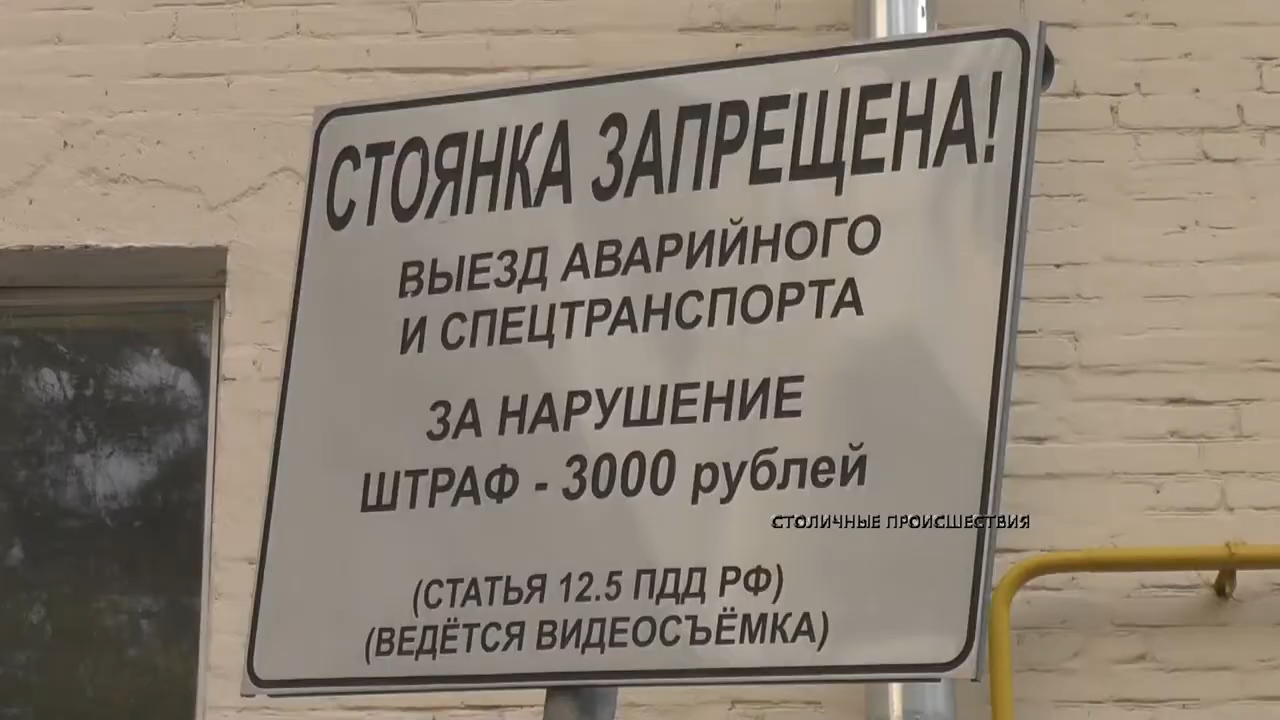 СТОЯНКА ЗАПРЕЩЕНА!
ВЫЕЗД АВАРИЙНОГО
И СПЕЦТРАНСПОРТА
ЗА НАРУШЕНИЕ
ШТРАФ - 3000 рублей
СТОЛИЧНЫЕ ПРОИСШЕСТВИЯ
(СТАТЬЯ 12.5 ПДД РФ)
(ВЕДЁТСЯ ВИДЕОСЪЁМКА)